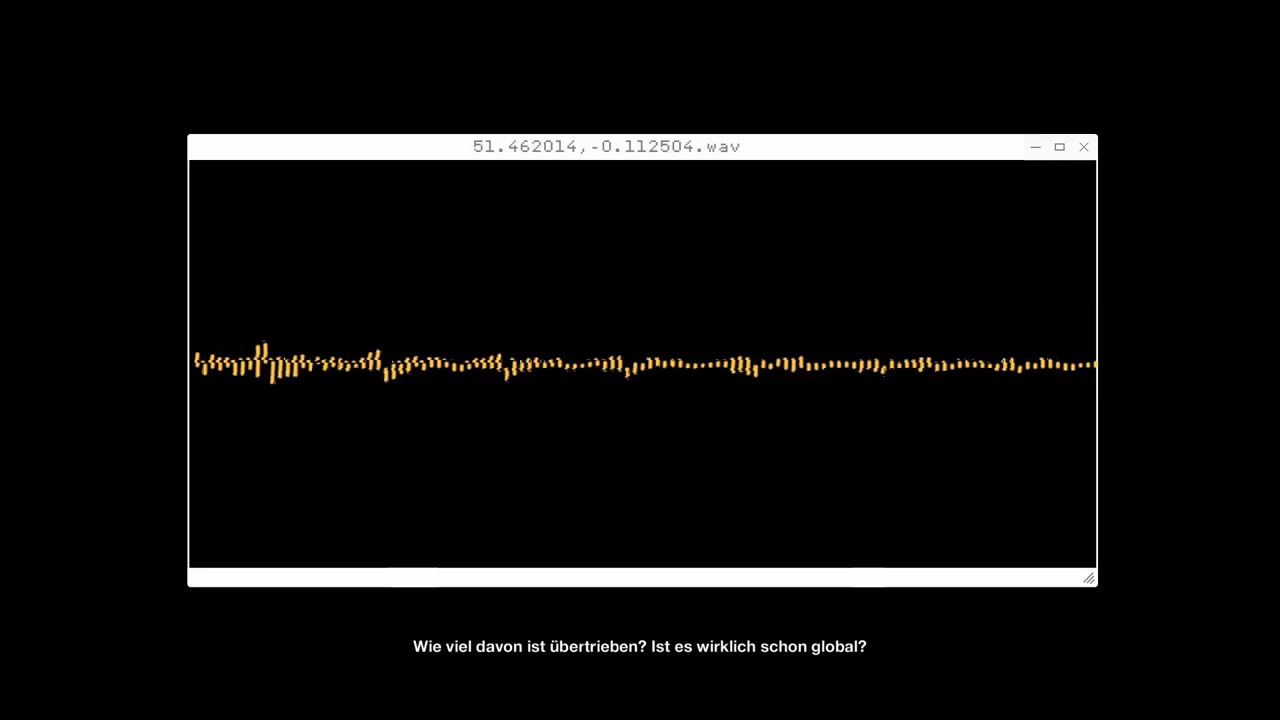 51.462014,-0.112504.wav
Wie viel davon ist übertrieben? Ist es wirklich schon global?